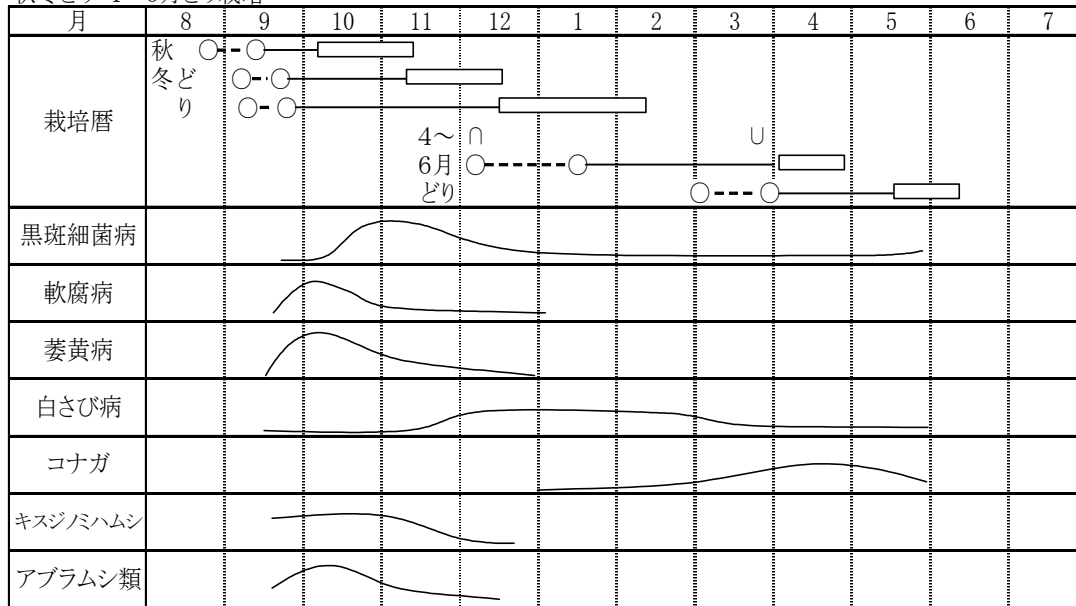 月 8 9 10 11 12 1 2 3 4 5 6 7
栽培暦
秋
冬ど
り
4～
6月
どり
黒斑細菌病
軟腐病
萎黄病
白さび病
コナガ
キスジノミハムシ
アブラムシ類